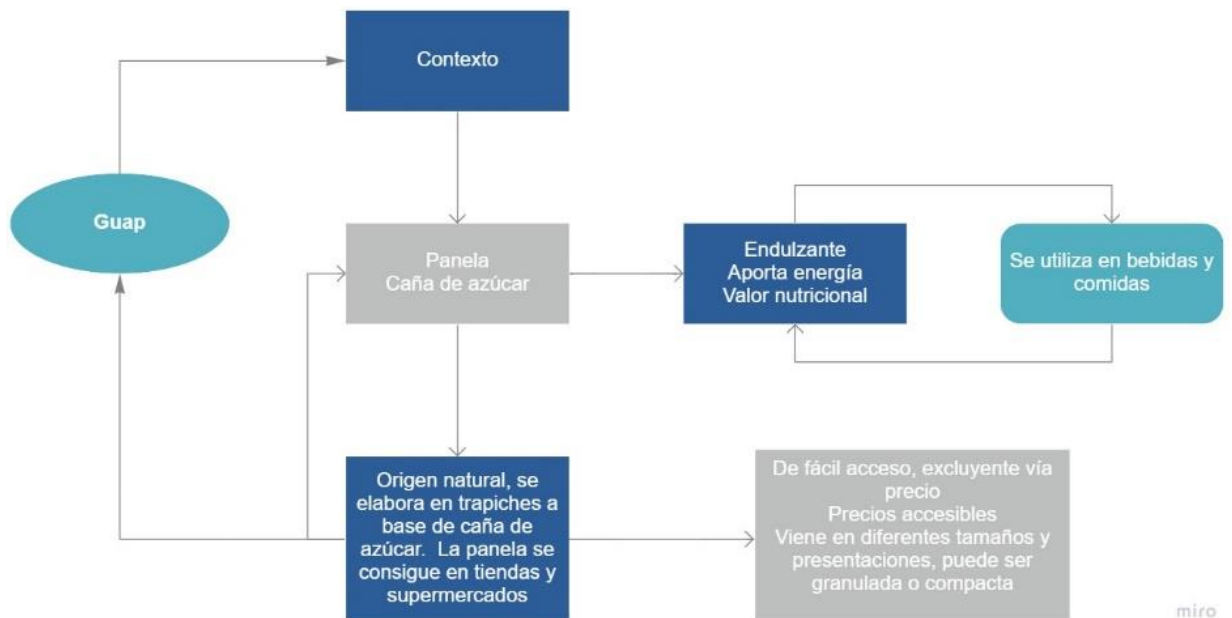 Contexto
Guap
Panela
Caña de azúcar
Endulzante
Aporta energía
Valor nutricional
Se utiliza en bebidas y
comidas
Origen natural, se
elabora en trapiches a
base de caña de
azúcar. La panela se
consigue en tiendas y
supermercados
De fácil acceso, excluyente vía
precio
Precios accesibles
Viene en diferentes tamaños y
presentaciones, puede ser
granulada o compacta
miro